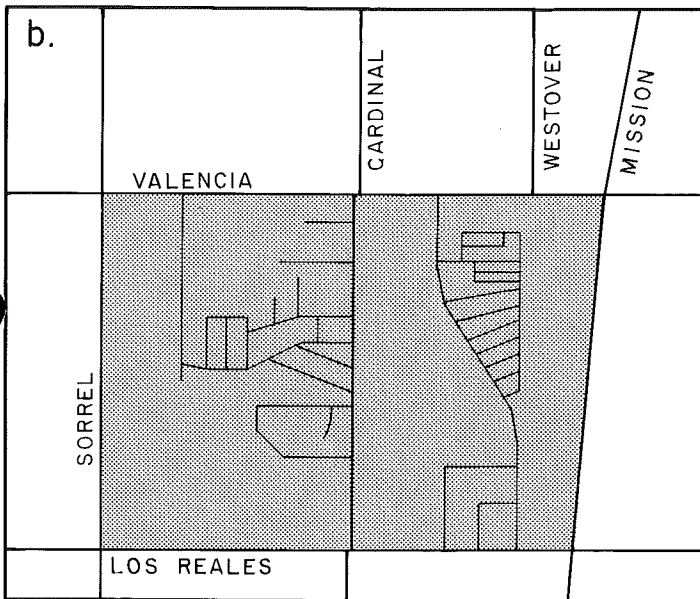 b.
CARDINAL
WESTOVER
MISSION
VALENCIA
SORREL
LOS REALES